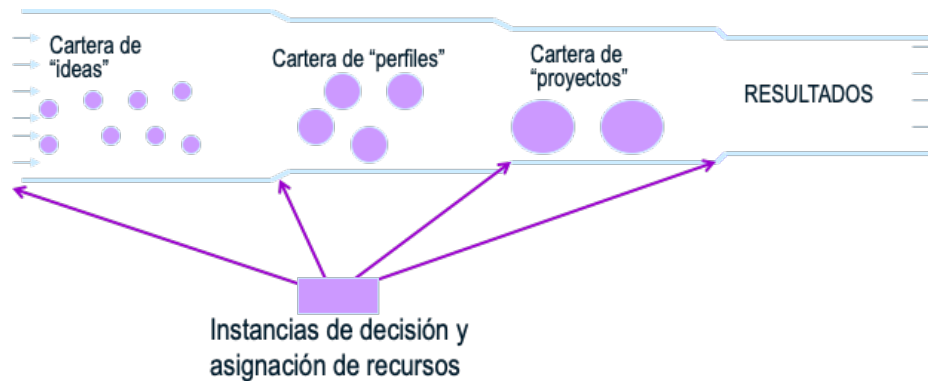 Cartera de
“ideas”
Cartera de “perfiles”
Cartera de
“proyectos”
RESULTADOS
Instancias de decisión y
asignación de recursos